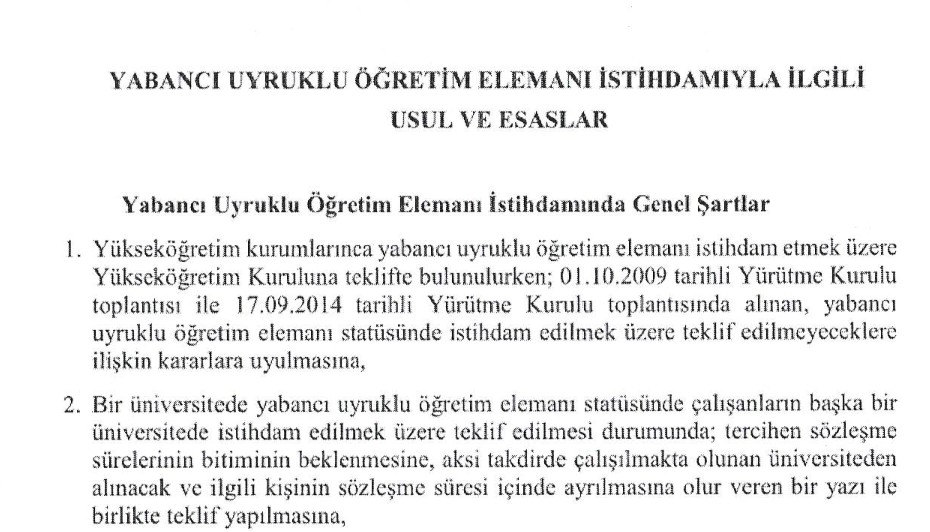 YABANCI UYRUKLU ÖĞRETİM ELEMANI İSTİHDAMIYLA İLGİLİ
USUL VE ESASLAR
Yabancı Uyruklu Öğretim Elemanı İstihdamında Genel Şartlar
1. Yükseköğretim kurumlarınca yabancı uyruklu öğretim elemanı istihdam etmek üzere
Yükseköğretim Kuruluna teklifte bulunulurken; 01.10.2009 tarihli Yürütme Kurulu
toplantısı ile 17.09.2014 tarihli Yürütme Kurulu toplantısında alınan, yabancı
uyruklu öğretim elemanı statüsünde istihdam edilmek üzere teklif edilmeyeceklere
ilişkin kararlara uyulmasına,
2. Bir üniversitede yabancı uyruklu öğretim elemanı statüsünde çalışanların başka bir
üniversitede istihdam edilmek üzere teklif edilmesi durumunda; tercihen sözleşme
sürelerinin bitiminin beklenmesine, aksi takdirde çalışılmakta olunan üniversiteden
alınacak ve ilgili kişinin sözleşme süresi içinde ayrılmasına olur veren bir yazı ile
birlikte teklif yapılmasına,